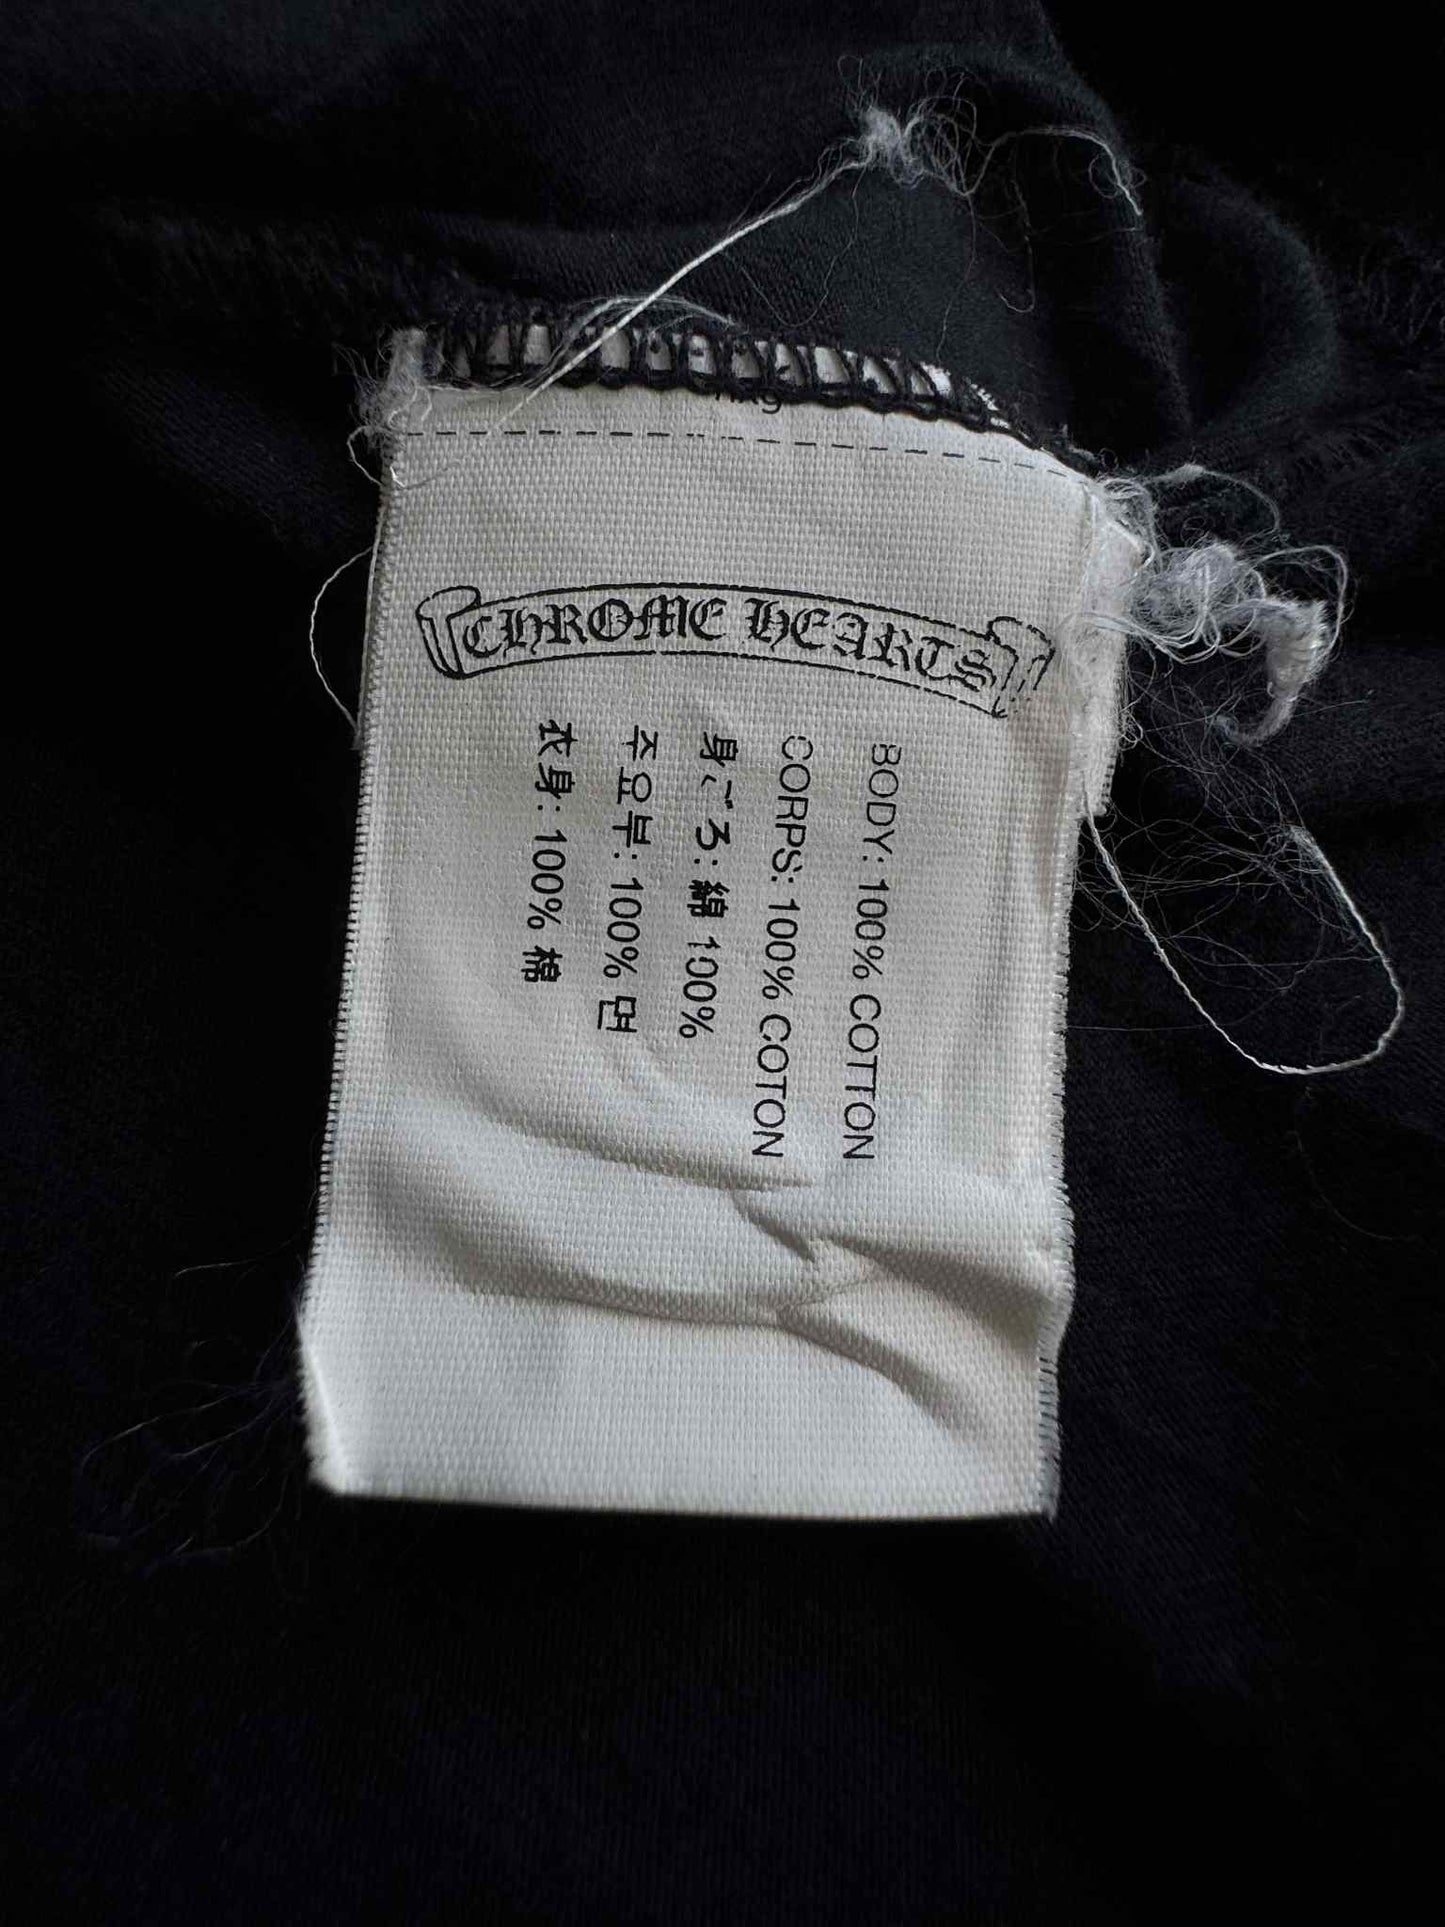 CHROME HEARTS
BODY: 100% COTTON
CORPS: 100% COTON
身ごろ: 綿 100%
주요부: 100% 면
衣身: 100% 棉